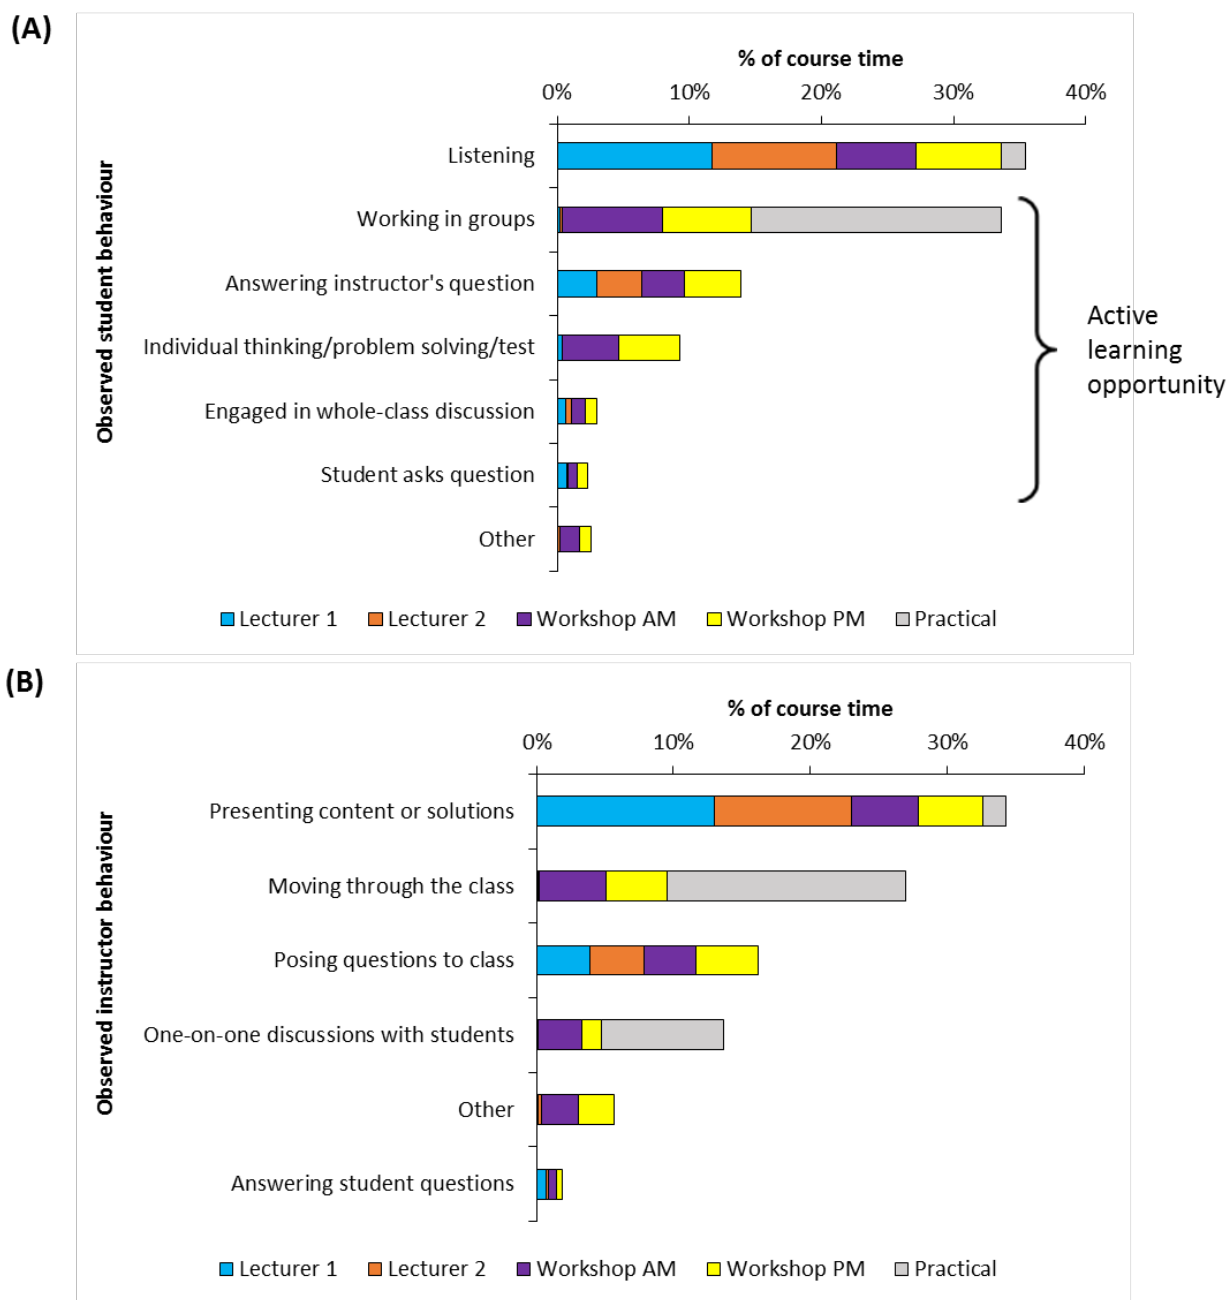 (A)
% of course time
0% 10% 20% 30% 40%
Observed student behaviour
Listening
Working in groups
Answering instructor's question
Individual thinking/problem solving/test
Engaged in whole-class discussion
Student asks question
Other
Active
learning
opportunity
Lecturer 1 Lecturer 2 Workshop AM Workshop PM Practical
(B)
% of course time
0% 10% 20% 30% 40%
Observed instructor behaviour
Presenting content or solutions
Moving through the class
Posing questions to class
One-on-one discussions with students
Other
Answering student questions
Lecturer 1 Lecturer 2 Workshop AM Workshop PM Practical